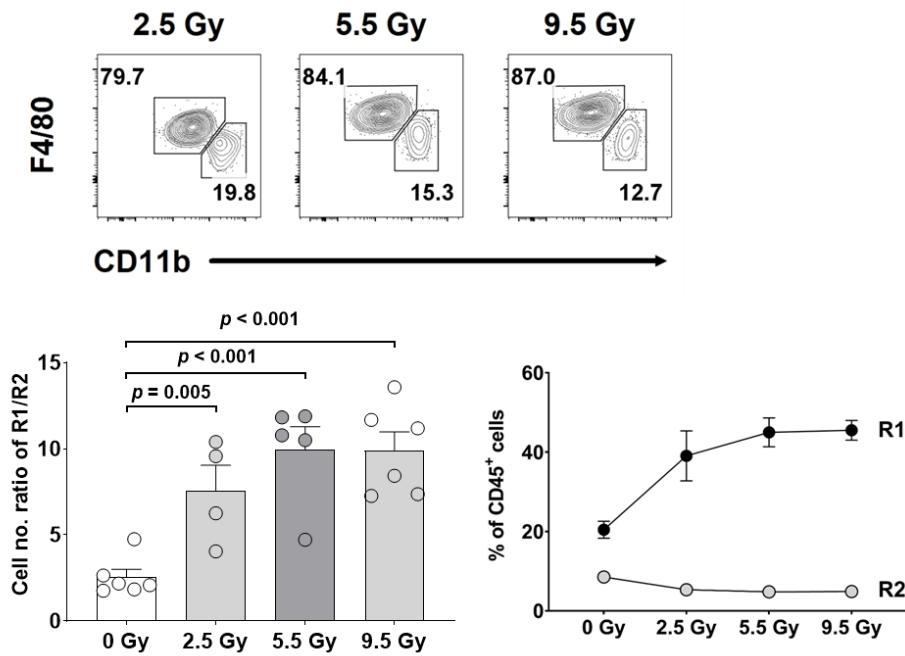 2.5 Gy 5.5 Gy 9.5 Gy
79.7 84.1 87.0
F4/80
19.8 15.3 12.7
CD11b
p < 0.001
p < 0.001
p = 0.005
Cell no. ratio of R1/R2
15
10
5
0
0 Gy 2.5 Gy 5.5 Gy 9.5 Gy
% of CD45⁺ cells
60
40
20
0
R1
R2
0 Gy 2.5 Gy 5.5 Gy 9.5 Gy